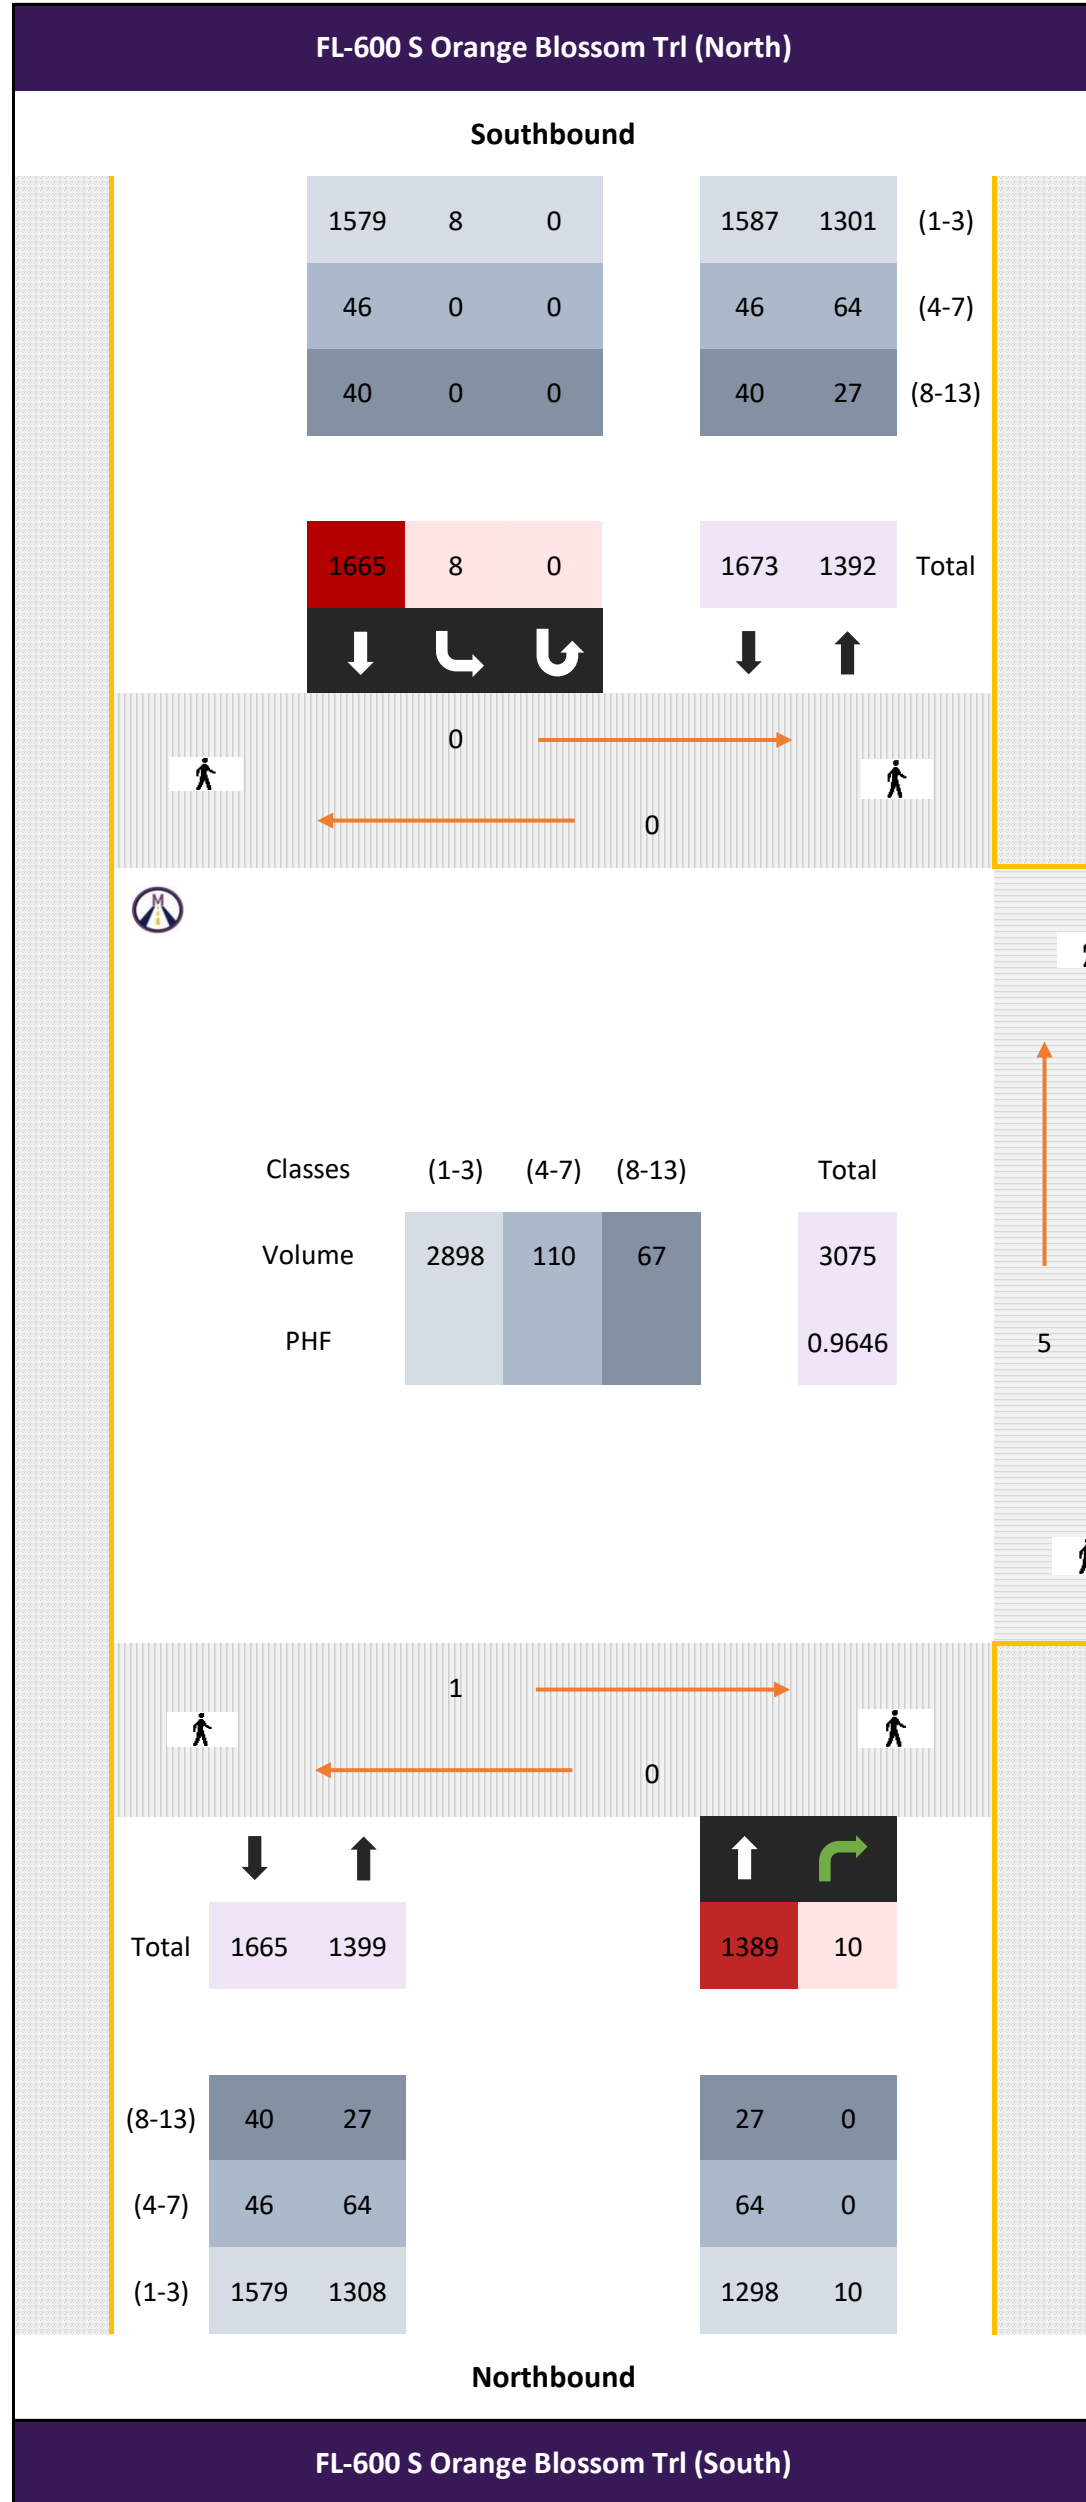 FL-600 S Orange Blossom Trl (North)
Southbound
1579 8 0 1587 1301 (1-3)
46 0 0 46 64 (4-7)
40 0 0 40 27 (8-13)
1665 8 0 1673 1392 Total
0
0
M
Classes (1-3) (4-7) (8-13) Total
Volume 2898 110 67 3075
PHF 0.9646 5
1
0
Total 1665 1399 1389 10
(8-13) 40 27 27 0
(4-7) 46 64 64 0
(1-3) 1579 1308 1298 10
Northbound
FL-600 S Orange Blossom Trl (South)